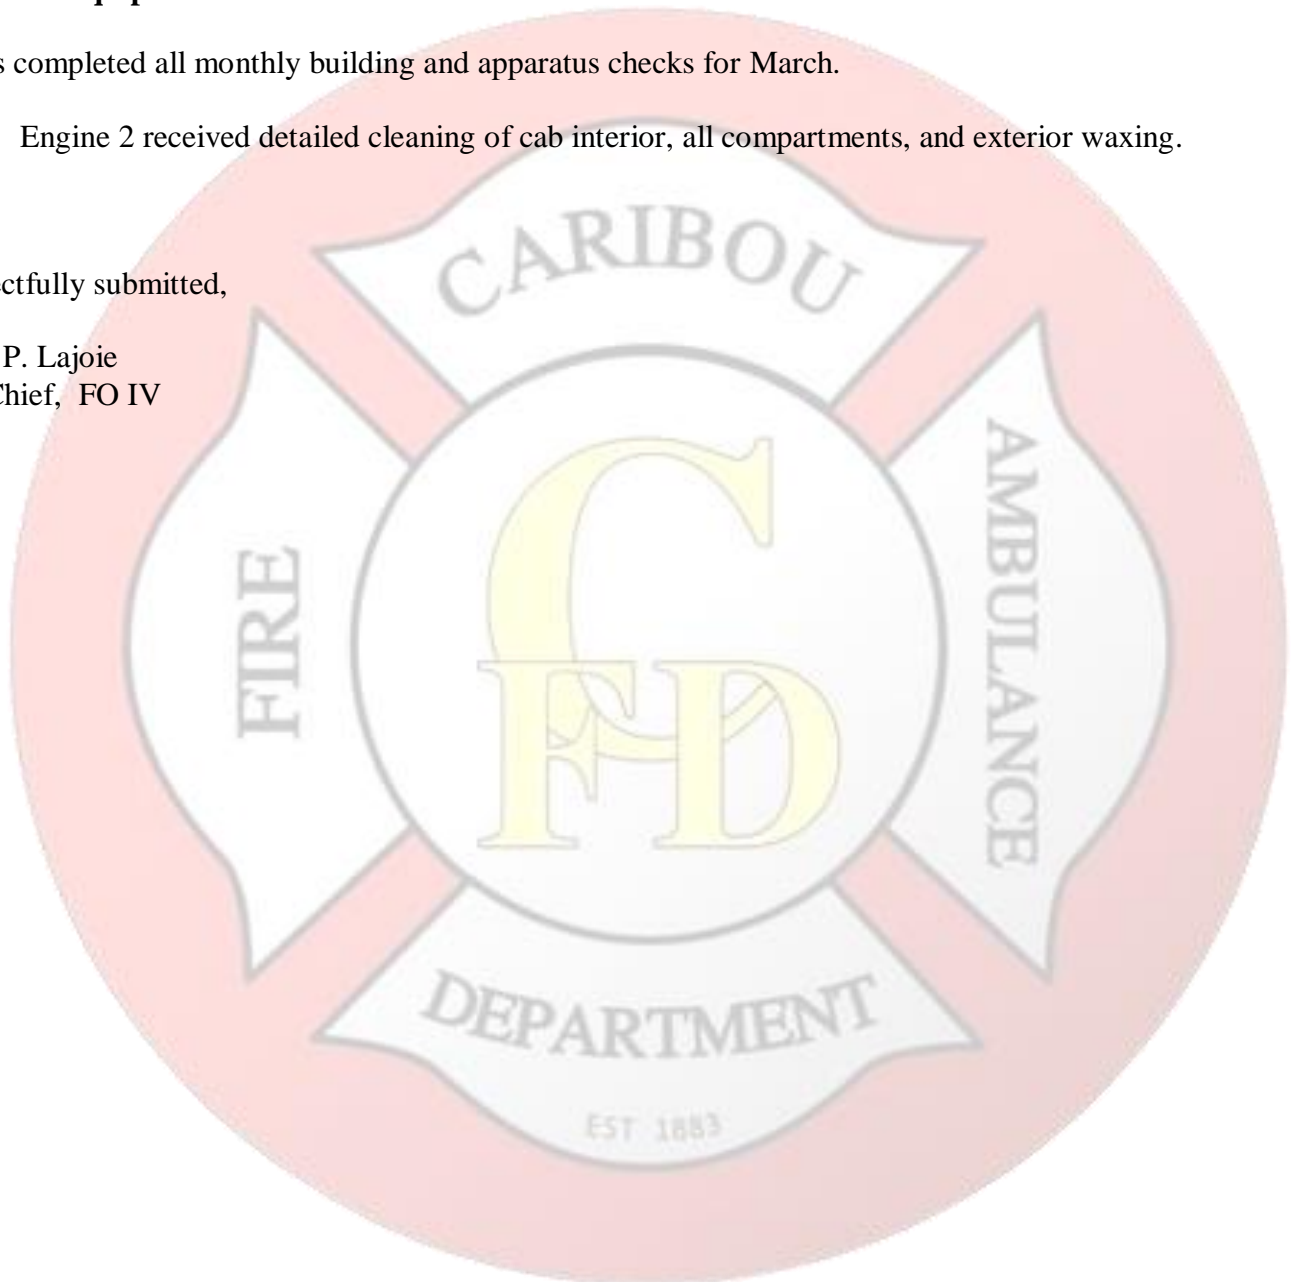 s completed all monthly building and apparatus checks for March.
Engine 2 received detailed cleaning of cab interior, all compartments, and exterior waxing.
ectfully submitted,
P. Lajoie
Chief, FO IV
CARIBOU
FIRE
AMBULANCE
CFD
DEPARTMENT
EST 1883